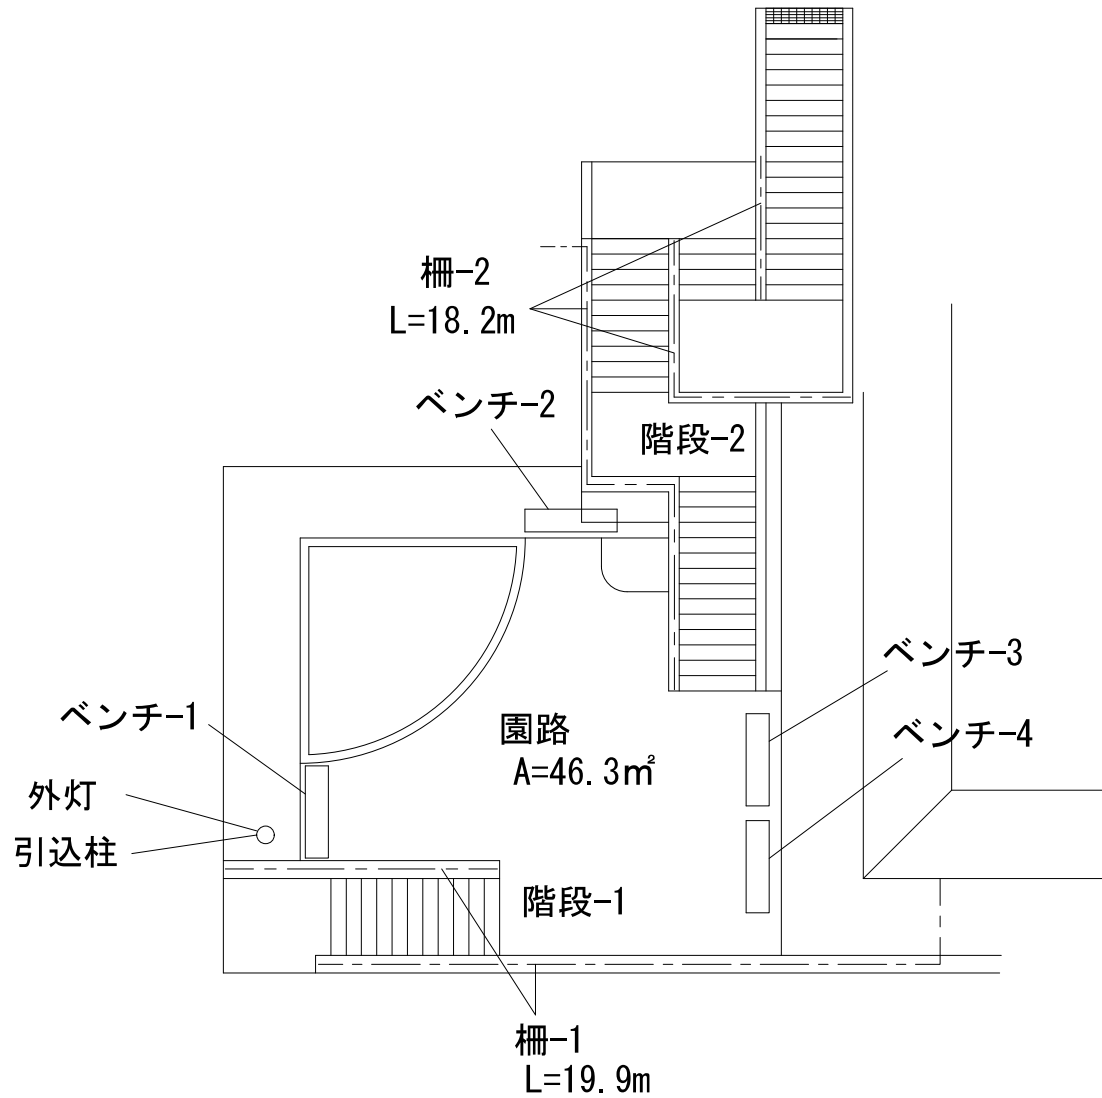 柵-2
L=18.2m
ベンチ-2
階段-2
ベンチ-3
ベンチ-1
園路
A=46.3㎡
ベンチ-4
外灯
引込柱
階段-1
柵-1
L=19.9m